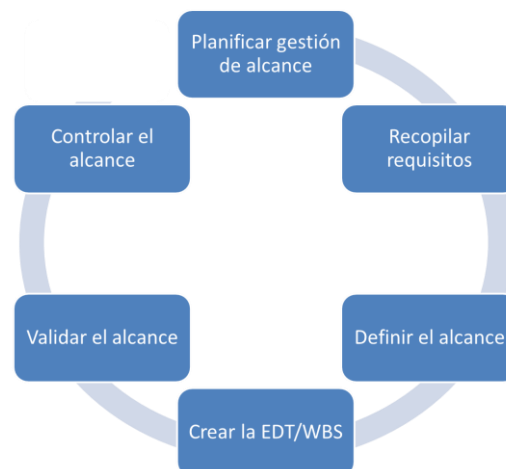 Planificar gestión
de alcance
Recopilar
requisitos
Definir el alcance
Crear la EDT/WBS
Validar el alcance
Controlar el
alcance